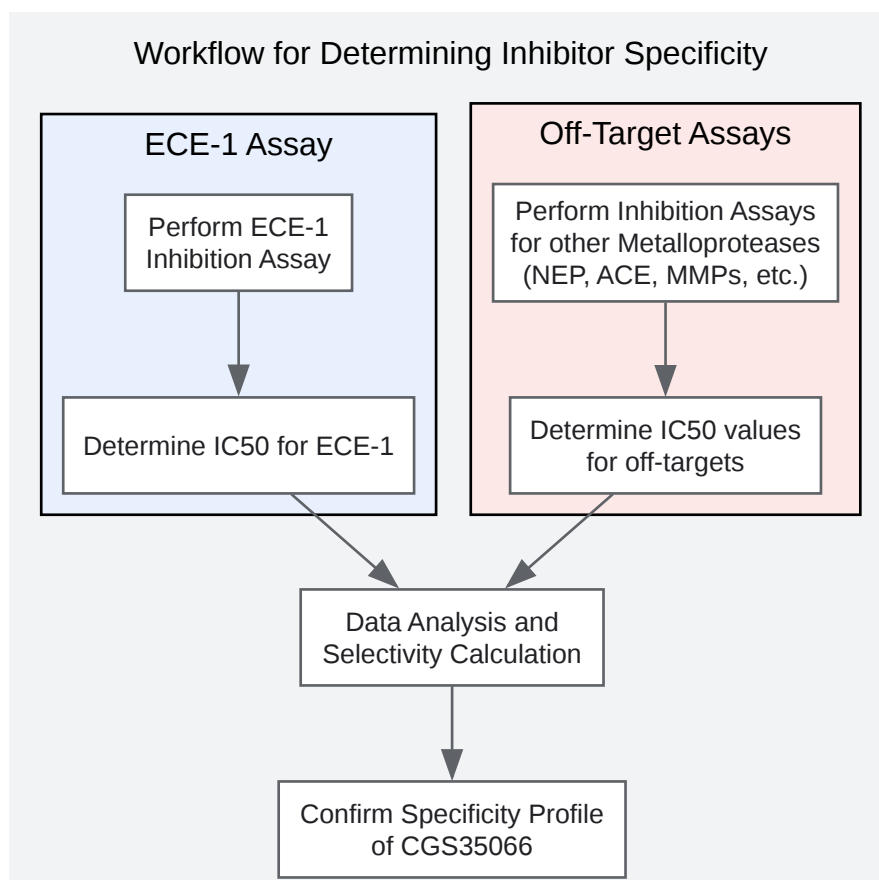 Workflow for Determining Inhibitor Specificity
ECE-1 Assay
Perform ECE-1
Inhibition Assay
Determine IC50 for ECE-1
Off-Target Assays
Perform Inhibition Assays
for other Metalloproteases
(NEP, ACE, MMPs, etc.)
Determine IC50 values
for off-targets
Data Analysis and
Selectivity Calculation
Confirm Specificity Profile
of CGS35066